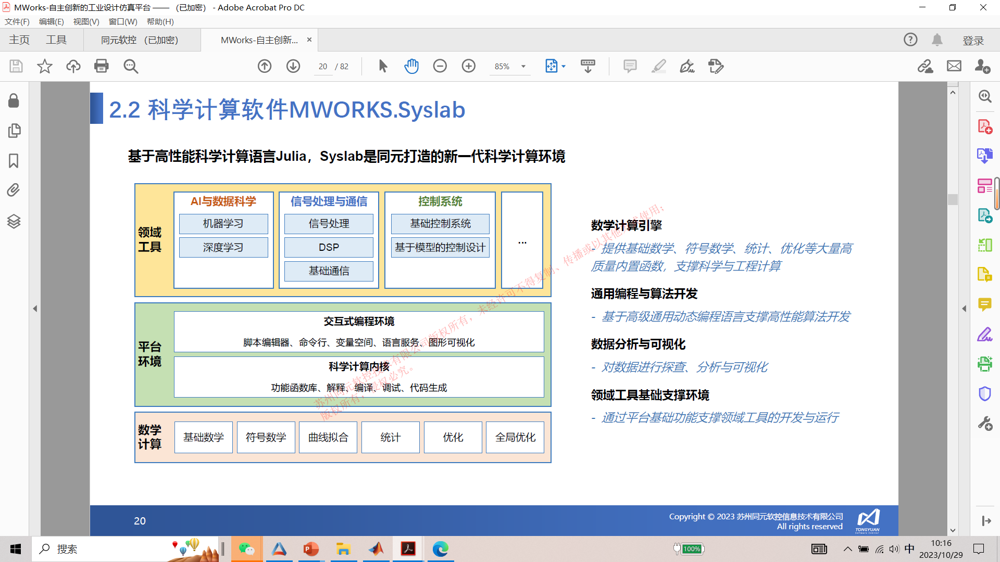 MWorks-自主创新的工业设计仿真平台 —— （已加密） - Adobe Acrobat Pro DC
文件(F) 编辑(E) 视图(V) 窗口(W) 帮助(H)
主页 工具 同元软控 （已加密） MWorks-自主创新... × 登录
20 / 82 85%
2.2 科学计算软件MWORKS.Syslab
基于高性能科学计算语言Julia，Syslab是同元打造的新一代科学计算环境
领域
工具
AI与数据科学
机器学习
深度学习
信号处理与通信
信号处理
DSP
基础通信
控制系统
基础控制系统
基于模型的控制设计
...
平台
环境
交互式编程环境
脚本编辑器、命令行、变量空间、语言服务、图形可视化
科学计算内核
功能函数库、解释、编译、调试、代码生成
数学
计算
基础数学 符号数学 曲线拟合 统计 优化 全局优化
数学计算引擎
- 提供基础数学、符号数学、统计、优化等大量高
质量内置函数，支撑科学与工程计算
通用编程与算法开发
- 基于高级通用动态编程语言支撑高性能算法开发
数据分析与可视化
- 对数据进行探查、分析与可视化
领域工具基础支撑环境
- 通过平台基础功能支撑领域工具的开发与运行
苏州同元软控技术有限公司版权所有，未经许可不得复制、传播或以其他方式使用；
版权所有，侵权必究。
20
Copyright © 2023 苏州同元软控信息技术有限公司
All rights reserved
TONGYUAN
Software Control
搜索
100%
中
10:16
2023/10/29